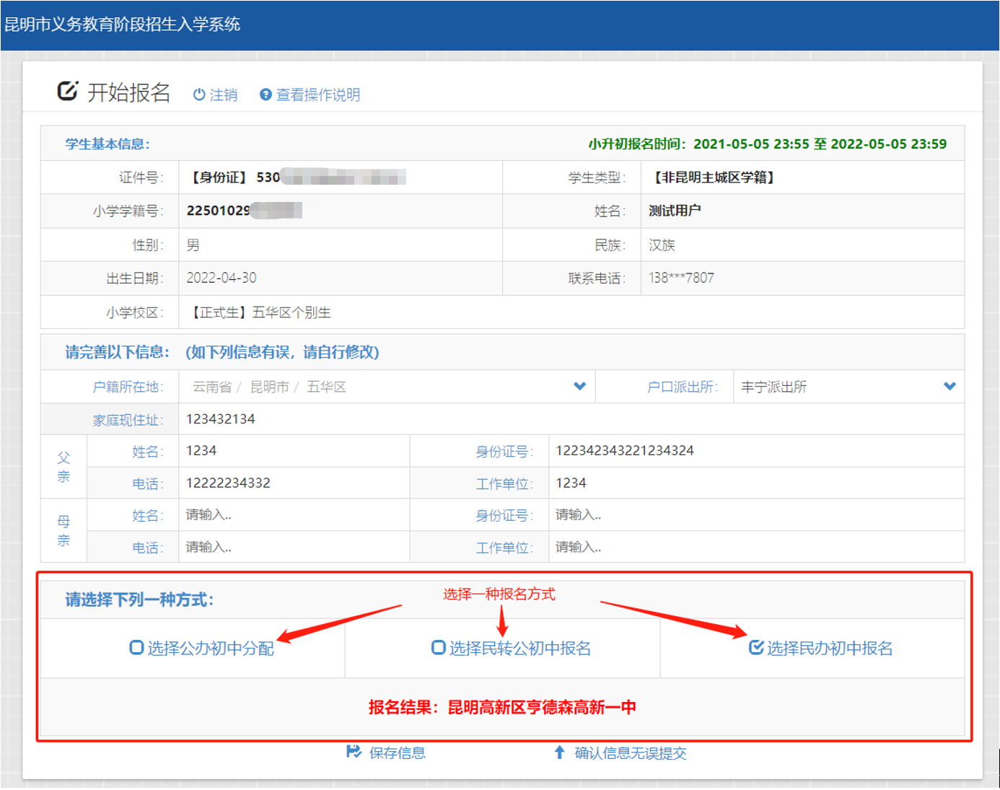 昆明市义务教育阶段招生入学系统
开始报名 注销 查看操作说明
学生基本信息： 小升初报名时间：2021-05-05 23:55 至 2022-05-05 23:59
证件号： 【身份证】 530 学生类型： 【非昆明主城区学籍】
小学学籍号： 22501029 姓名： 测试用户
性别： 男 民族： 汉族
出生日期： 2022-04-30 联系电话： 138***7807
小学校区： 【正式生】五华区个别生
请完善以下信息：（如下列信息有误，请自行修改）
户籍所在地： 云南省 / 昆明市 / 五华区 户口派出所： 丰宁派出所
家庭现住址： 123432134
父亲 姓名： 1234 身份证号： 122342343221234324
电话： 12222234332 工作单位： 1234
母亲 姓名： 请输入.. 身份证号： 请输入..
电话： 请输入.. 工作单位： 请输入..
请选择下列一种方式： 选择一种报名方式
选择公办初中分配 选择民转公初中报名 选择民办初中报名
报名结果：昆明高新区亨德森高新一中
保存信息 确认信息无误提交